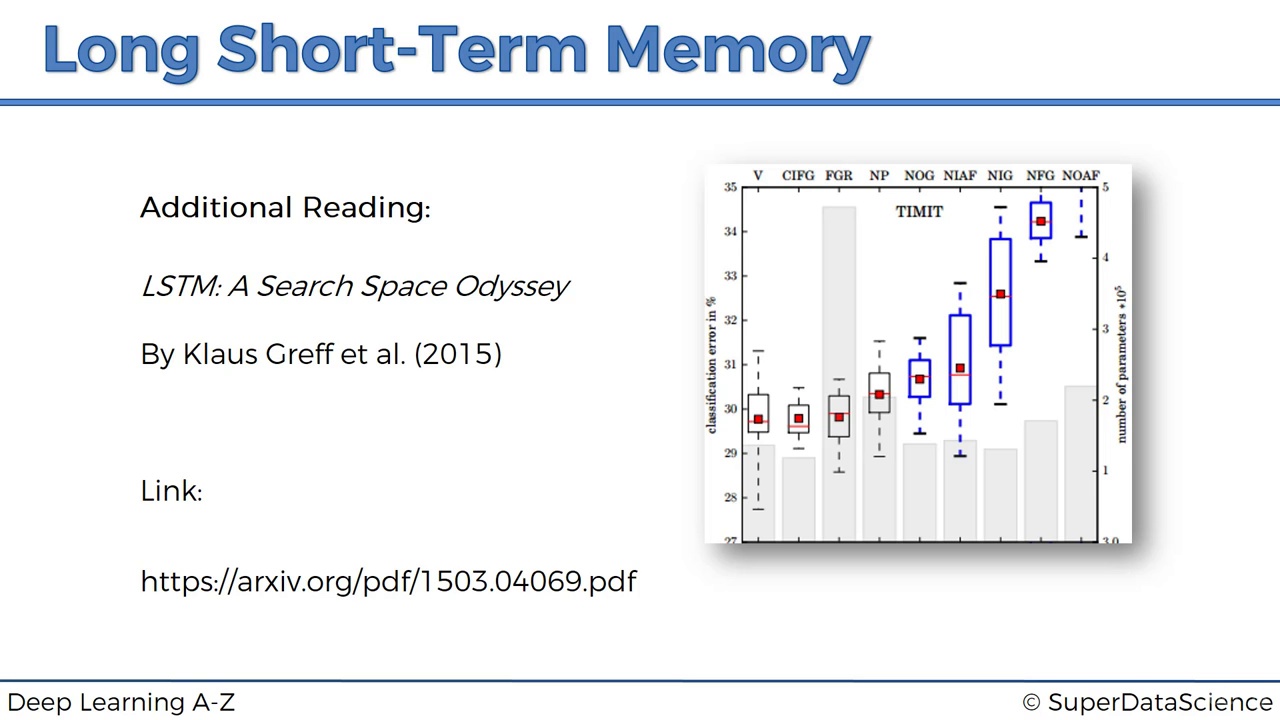 Long Short-Term Memory
Additional Reading:
LSTM: A Search Space Odyssey
By Klaus Greff et al. (2015)
Link:
https://arxiv.org/pdf/1503.04069.pdf
V CIFG FGR NP NOG NIAF NIG NFG NOAF
TIMIT
35
34
33
32
31
30
29
28
27
classification error in %
5
4
3
2
1
3.0
number of parameters *10^5
Deep Learning A-Z
© SuperDataScience